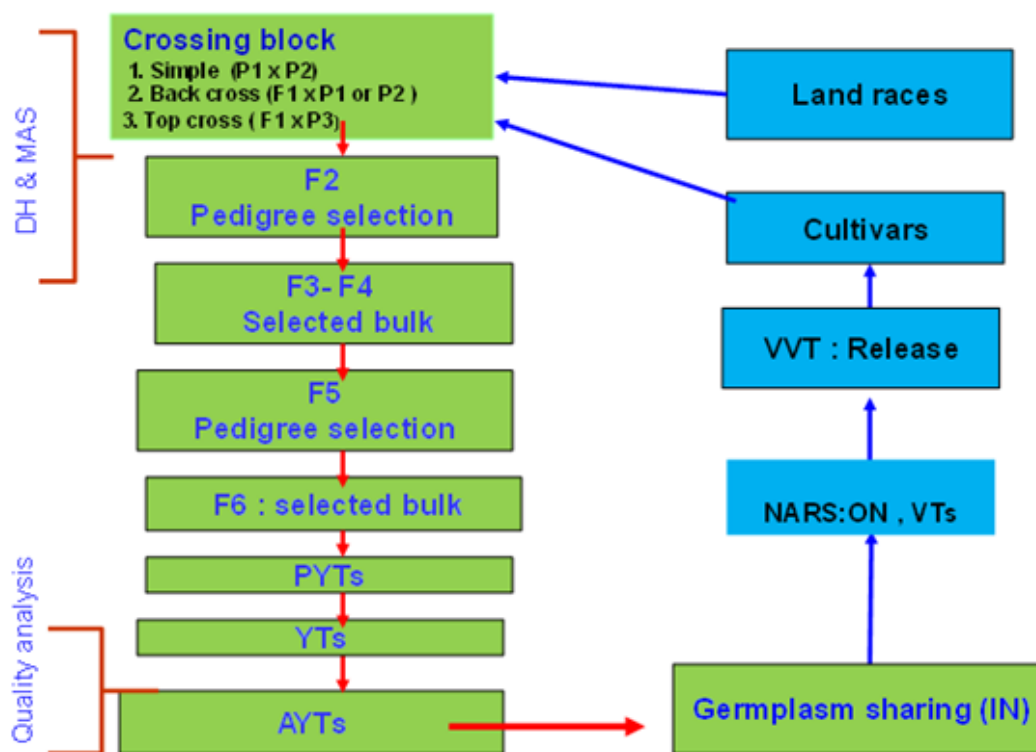 Crossing block
1. Simple (P1 x P2)
2. Back cross (F1 x P1 or P2 )
3. Top cross ( F1 x P3)
F2
Pedigree selection
F3- F4
Selected bulk
F5
Pedigree selection
F6 : selected bulk
PYTs
YTs
AYTs
DH & MAS
Quality analysis
Land races
Cultivars
VVT : Release
NARS:ON , VTs
Germplasm sharing (IN)